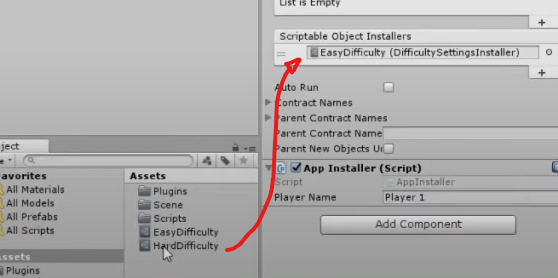 List is Empty
+
Scriptable Object Installers
EasyDifficulty (DifficultySettingsInstaller)
+
Auto Run
Contract Names
Parent Contract Names
Parent Contract Name
Parent New Objects Un
App Installer (Script)
Script
AppInstaller
Player Name
Player 1
Add Component
ject
avorites
All Materials
All Models
All Prefabs
All Scripts
ssets
Plugins
Assets
Plugins
Scene
Scripts
EasyDifficulty
HardDifficulty